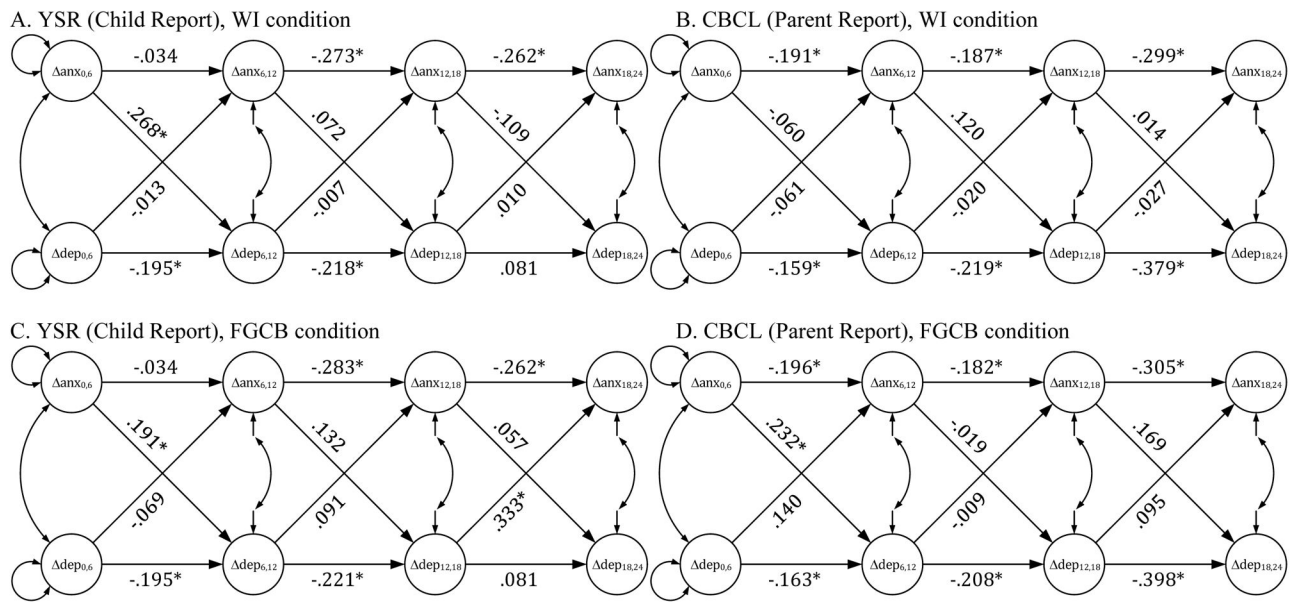 A. YSR (Child Report), WI condition
Δanx0,6 -.034 Δanx6,12 -.273* Δanx12,18 -.262* Δanx18,24
.268* .072 -.109
-.013 -.007 .010
Δdep0,6 -.195* Δdep6,12 -.218* Δdep12,18 .081 Δdep18,24
B. CBCL (Parent Report), WI condition
Δanx0,6 -.191* Δanx6,12 -.187* Δanx12,18 -.299* Δanx18,24
-.060 .120 .014
-.061 -.020 -.027
Δdep0,6 -.159* Δdep6,12 -.219* Δdep12,18 -.379* Δdep18,24
C. YSR (Child Report), FGCB condition
Δanx0,6 -.034 Δanx6,12 -.283* Δanx12,18 -.262* Δanx18,24
.191* .132 .057
-.069 .091 .333*
Δdep0,6 -.195* Δdep6,12 -.221* Δdep12,18 .081 Δdep18,24
D. CBCL (Parent Report), FGCB condition
Δanx0,6 -.196* Δanx6,12 -.182* Δanx12,18 -.305* Δanx18,24
.232* -.019 .169
.140 -.009 .095
Δdep0,6 -.163* Δdep6,12 -.208* Δdep12,18 -.398* Δdep18,24